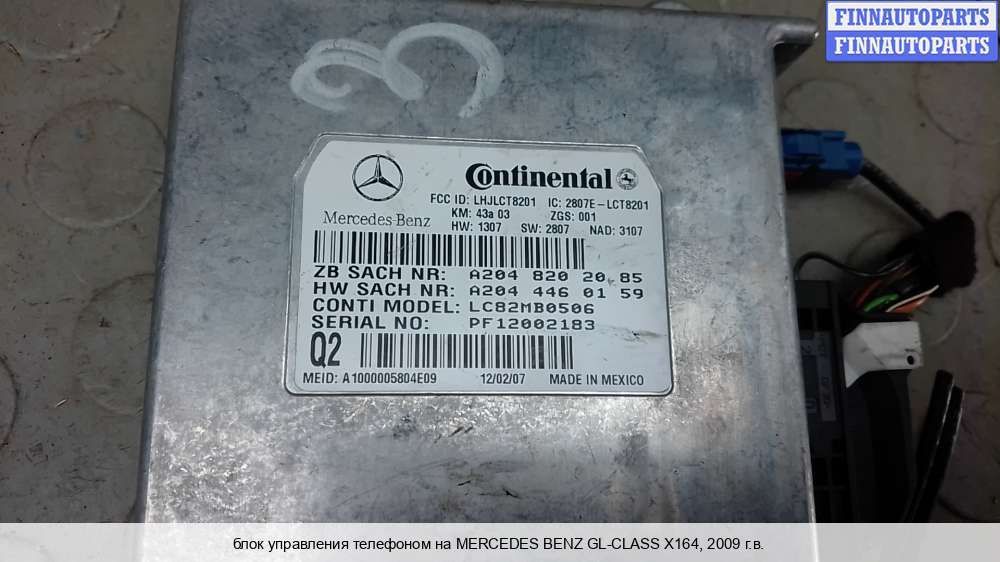 FINNAUTOPARTS
FINNAUTOPARTS
Continental
FCC ID: LHJLCT8201 IC: 2807E-LCT8201
KM: 43a 03 ZGS: 001
Mercedes-Benz
HW: 1307 SW: 2807 NAD: 3107
ZB SACH NR: A204 820 20 85
HW SACH NR: A204 446 01 59
CONTI MODEL: LC82MB0506
SERIAL NO: PF12002183
Q2
MEID: A1000005804E09 12/02/07 MADE IN MEXICO
блок управления телефоном на MERCEDES BENZ GL-CLASS X164, 2009 г.в.